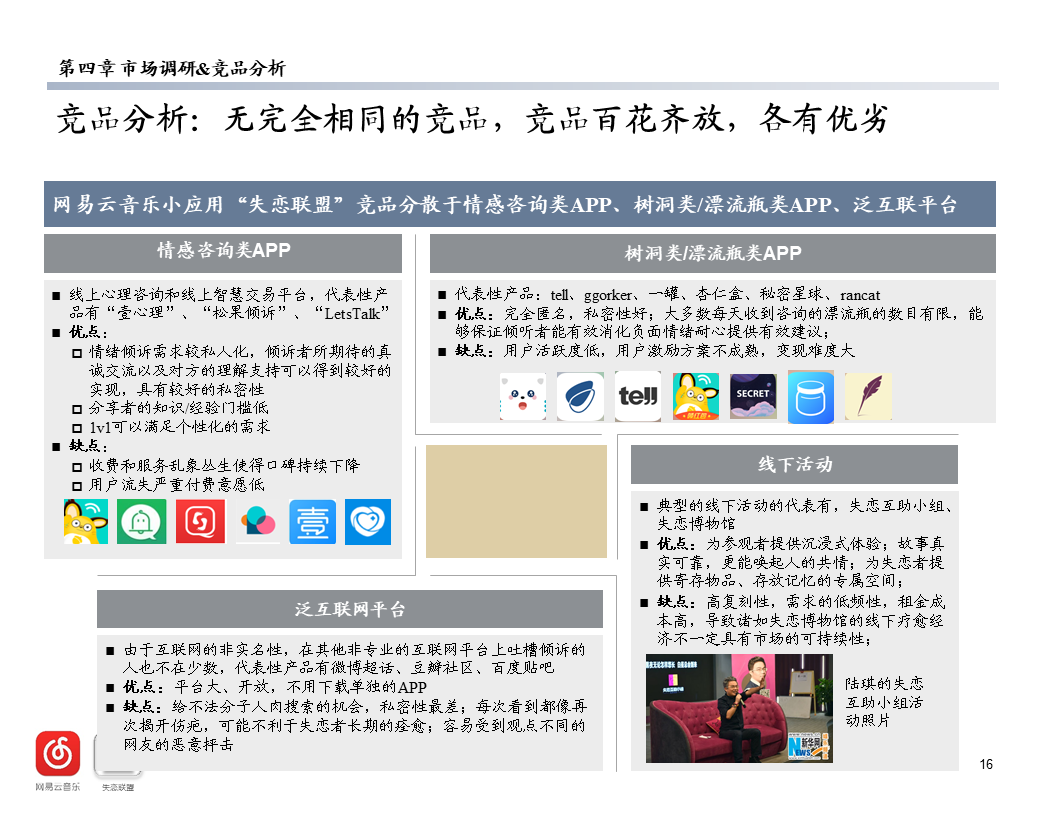 第四章 市场调研&竞品分析
竞品分析：无完全相同的竞品，竞品百花齐放，各有优劣
网易云音乐小应用“失恋联盟”竞品分散于情感咨询类APP、树洞类/漂流瓶类APP、泛互联平台
情感咨询类APP
■ 线上心理咨询和线上智慧交易平台，代表性产
品有“壹心理”、“松果倾诉”、“LetsTalk”
■ 优点：
情绪倾诉需求较私人化，倾诉者所期待的真
诚交流以及对方的理解支持可以得到较好的
实现，具有较好的私密性
分享者的知识/经验门槛低
1v1可以满足个性化的需求
■ 缺点：
收费和服务乱象丛生使得口碑持续下降
用户流失严重付费意愿低
壹
树洞类/漂流瓶类APP
■ 代表性产品：tell、ggorker、一罐、杏仁盒、秘密星球、rancat
■ 优点：完全匿名，私密性好；大多数每天收到咨询的漂流瓶的数目有限，能
够保证倾听者能有效消化负面情绪耐心提供有效建议；
■ 缺点：用户活跃度低，用户激励方案不成熟，变现难度大
tell
SECRET
线下活动
■ 典型的线下活动的代表有，失恋互助小组、
失恋博物馆
■ 优点：为参观者提供沉浸式体验；故事真
实可靠，更能唤起人的共情；为失恋者提
供寄存物品、存放记忆的专属空间；
■ 缺点：高复刻性，需求的低频性，租金成
本高，导致诸如失恋博物馆的线下疗愈经
济不一定具有市场的可持续性；
新华网
陆琪的失恋
互助小组活
动照片
泛互联网平台
■ 由于互联网的非实名性，在其他非专业的互联网平台上吐槽倾诉的
人也不在少数，代表性产品有微博超话、豆瓣社区、百度贴吧
■ 优点：平台大、开放，不用下载单独的APP
■ 缺点：给不法分子人肉搜索的机会，私密性最差；每次看到都像再
次揭开伤疤，可能不利于失恋者长期的痊愈；容易受到观点不同的
网友的恶意抨击
网易云音乐
失恋联盟
16